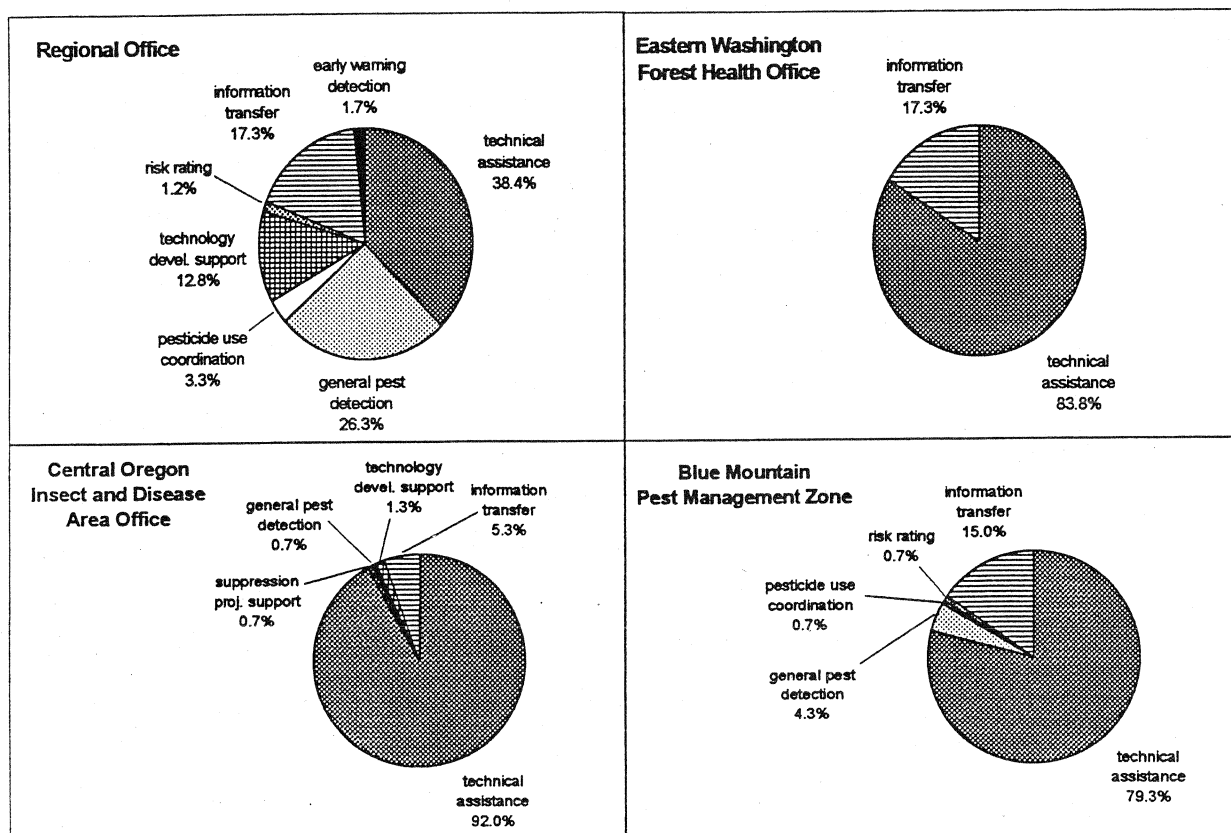 Regional Office
early warning
detection
1.7%
information
transfer
17.3%
technical
assistance
38.4%
risk rating
1.2%
technology
devel. support
12.8%
pesticide use
coordination
3.3%
general pest
detection
26.3%
Eastern Washington
Forest Health Office
information
transfer
17.3%
technical
assistance
83.8%
Central Oregon
Insect and Disease
Area Office
technology
devel. support
1.3%
general pest
detection
0.7%
information
transfer
5.3%
suppression
proj. support
0.7%
technical
assistance
92.0%
Blue Mountain
Pest Management Zone
information
transfer
15.0%
risk rating
0.7%
pesticide use
coordination
0.7%
general pest
detection
4.3%
technical
assistance
79.3%